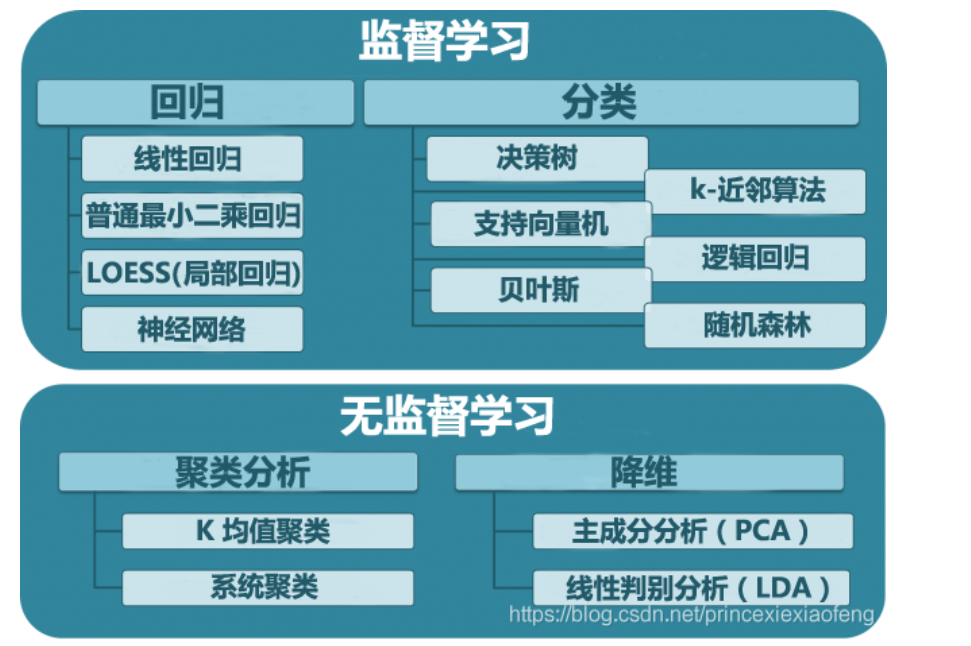 监督学习
回归
分类
线性回归
普通最小二乘回归
LOESS(局部回归)
神经网络
决策树
k-近邻算法
支持向量机
逻辑回归
贝叶斯
随机森林
无监督学习
聚类分析
降维
K 均值聚类
系统聚类
主成分分析（PCA）
线性判别分析（LDA）
https://blog.csdn.net/princexiexiaofeng